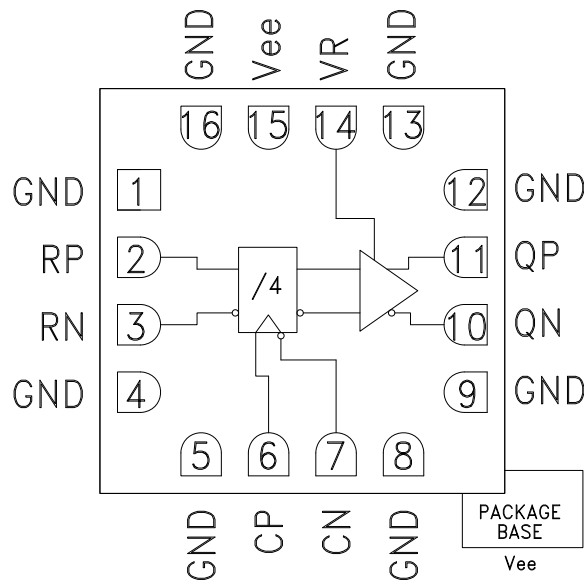 GND Vee VR GND
16 15 14 13
GND 1 12 GND
RP 2 /4 11 QP
RN 3 10 QN
GND 4 9 GND
5 6 7 8
GND CP CN GND
PACKAGE
BASE
Vee